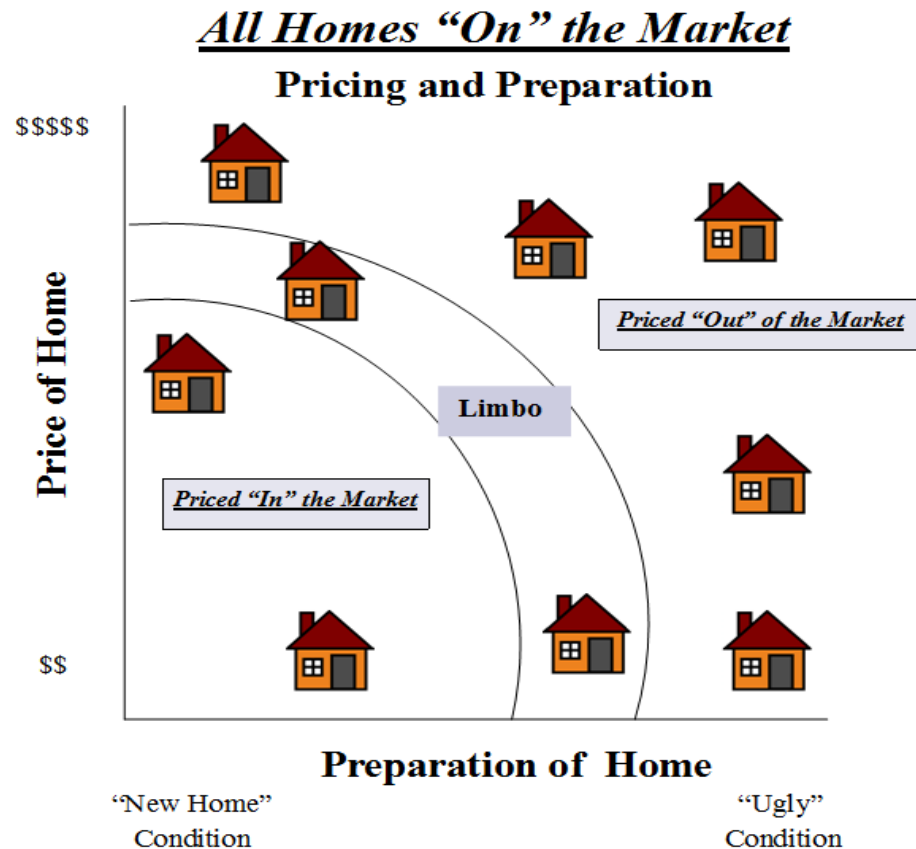 All Homes “On” the Market
Pricing and Preparation
$$$$$
Price of Home
Priced “Out” of the Market
Limbo
Priced “In” the Market
$$
Preparation of Home
“New Home”
Condition
“Ugly”
Condition